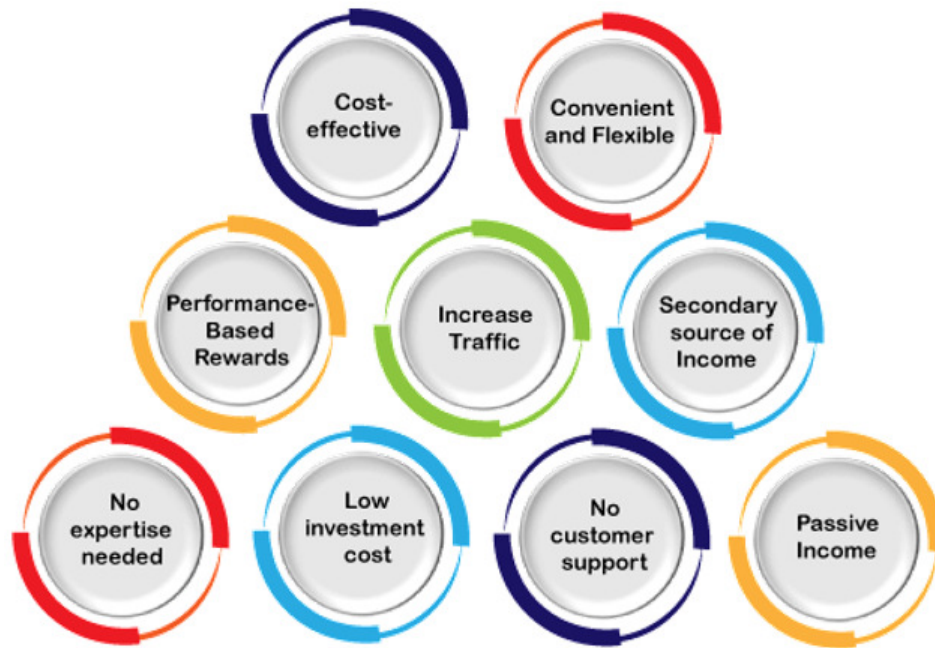 Cost-
effective
Convenient
and Flexible
Performance-
Based
Rewards
Increase
Traffic
Secondary
source of
Income
No
expertise
needed
Low
investment
cost
No
customer
support
Passive
Income